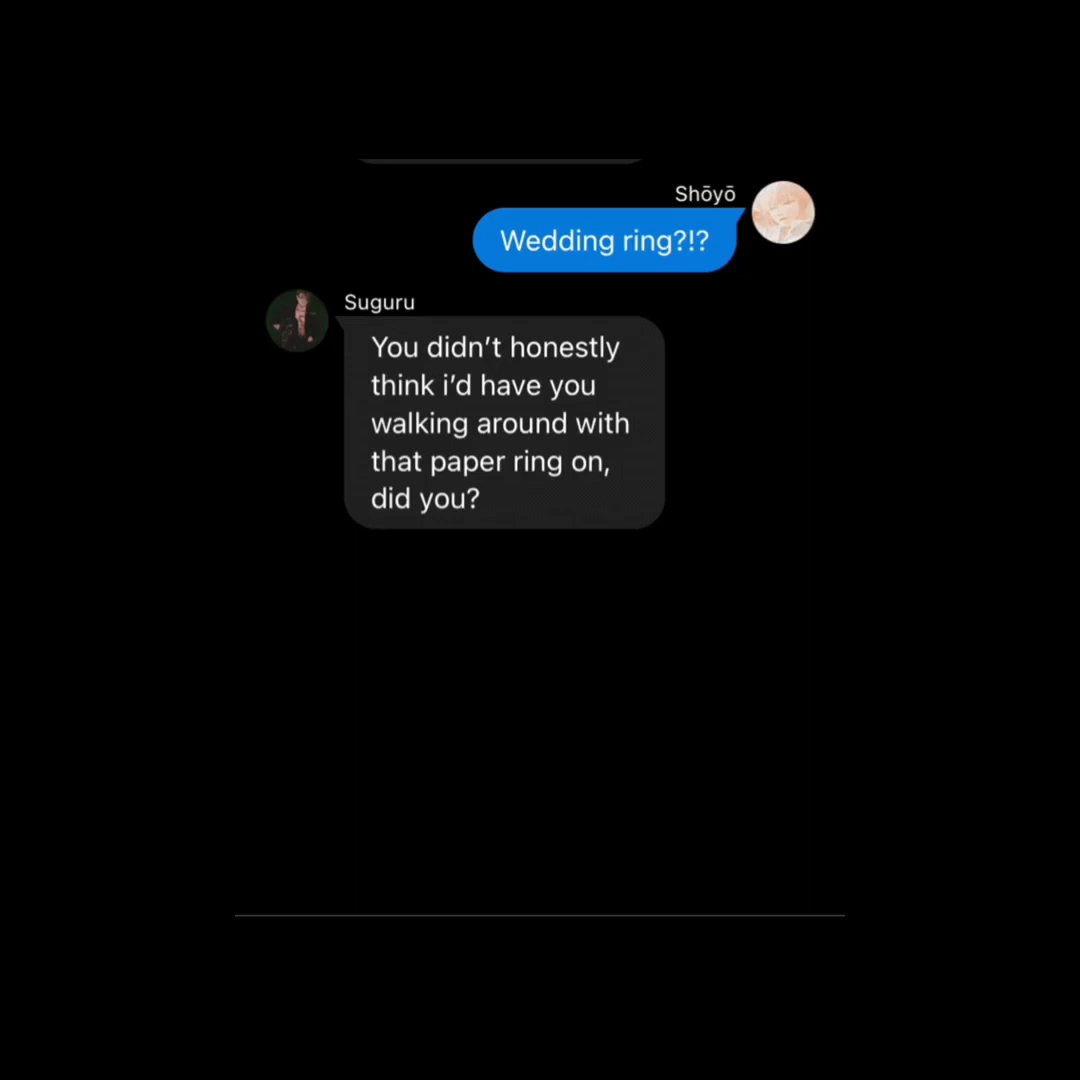 Shōyō
Wedding ring?!?
Suguru
You didn’t honestly
think i’d have you
walking around with
that paper ring on,
did you?